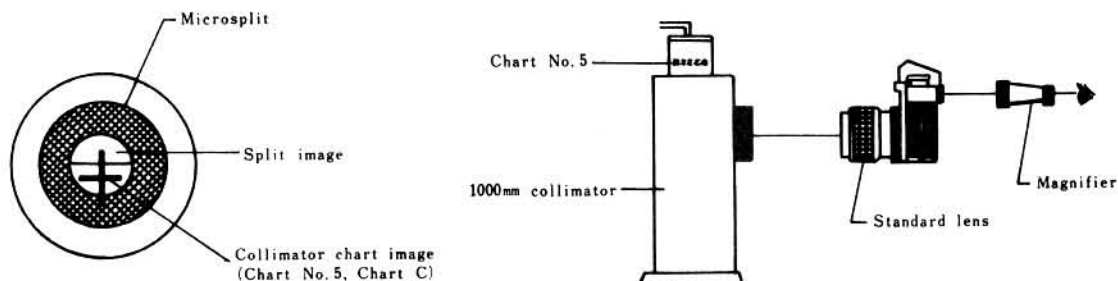 Microsplit
Split image
Collimator chart image
(Chart No. 5, Chart C)
Chart No. 5
1000mm collimator
Standard lens
Magnifier